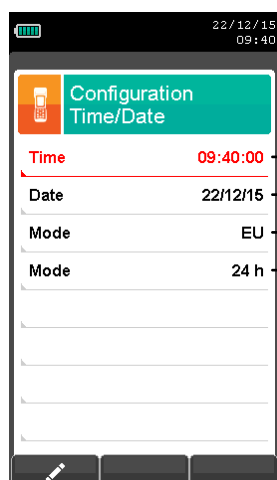 22/12/15
09:40
Configuration
Time/Date
Time 09:40:00
Date 22/12/15
Mode EU
Mode 24 h